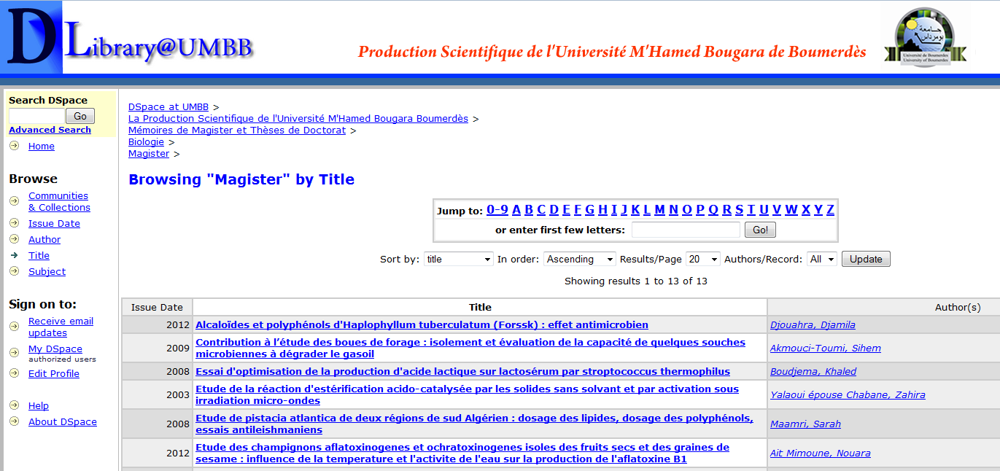 DLibrary@UMBB
Production Scientifique de l'Université M'Hamed Bougara de Boumerdès
جامعة
بومرداس
Université de Boumerdes
University of Boumerdes
Search DSpace
Go
Advanced Search
Home
Browse
Communities
& Collections
Issue Date
Author
Title
Subject
Sign on to:
Receive email
updates
My DSpace
authorized users
Edit Profile
Help
About DSpace
DSpace at UMBB >
La Production Scientifique de l'Université M'Hamed Bougara Boumerdès >
Mémoires de Magister et Thèses de Doctorat >
Biologie >
Magister >
Browsing "Magister" by Title
Jump to: 0-9 A B C D E F G H I J K L M N O P Q R S T U V W X Y Z
or enter first few letters: Go!
Sort by: title In order: Ascending Results/Page 20 Authors/Record: All Update
Showing results 1 to 13 of 13
Issue Date Title Author(s)
2012 Alcaloïdes et polyphénols d'Haplophyllum tuberculatum (Forssk) : effet antimicrobien Djouahra, Djamila
2009 Contribution à l’étude des boues de forage : isolement et évaluation de la capacité de quelques souches
microbiennes à dégrader le gasoil Akmouci-Toumi, Sihem
2008 Essai d'optimisation de la production d'acide lactique sur lactosérum par streptococcus thermophilus Boudjema, Khaled
2003 Etude de la réaction d'estérification acido-catalysée par les solides sans solvant et par activation sous
irradiation micro-ondes Yalaoui épouse Chabane, Zahira
2008 Etude de pistacia atlantica de deux régions de sud Algérien : dosage des lipides, dosage des polyphénols,
essais antileishmaniens Maamri, Sarah
2012 Etude des champignons aflatoxinogenes et ochratoxinogenes isoles des fruits secs et des graines de
sesame : influence de la temperature et l'activite de l'eau sur la production de l'aflatoxine B1 Ait Mimoune, Nouara